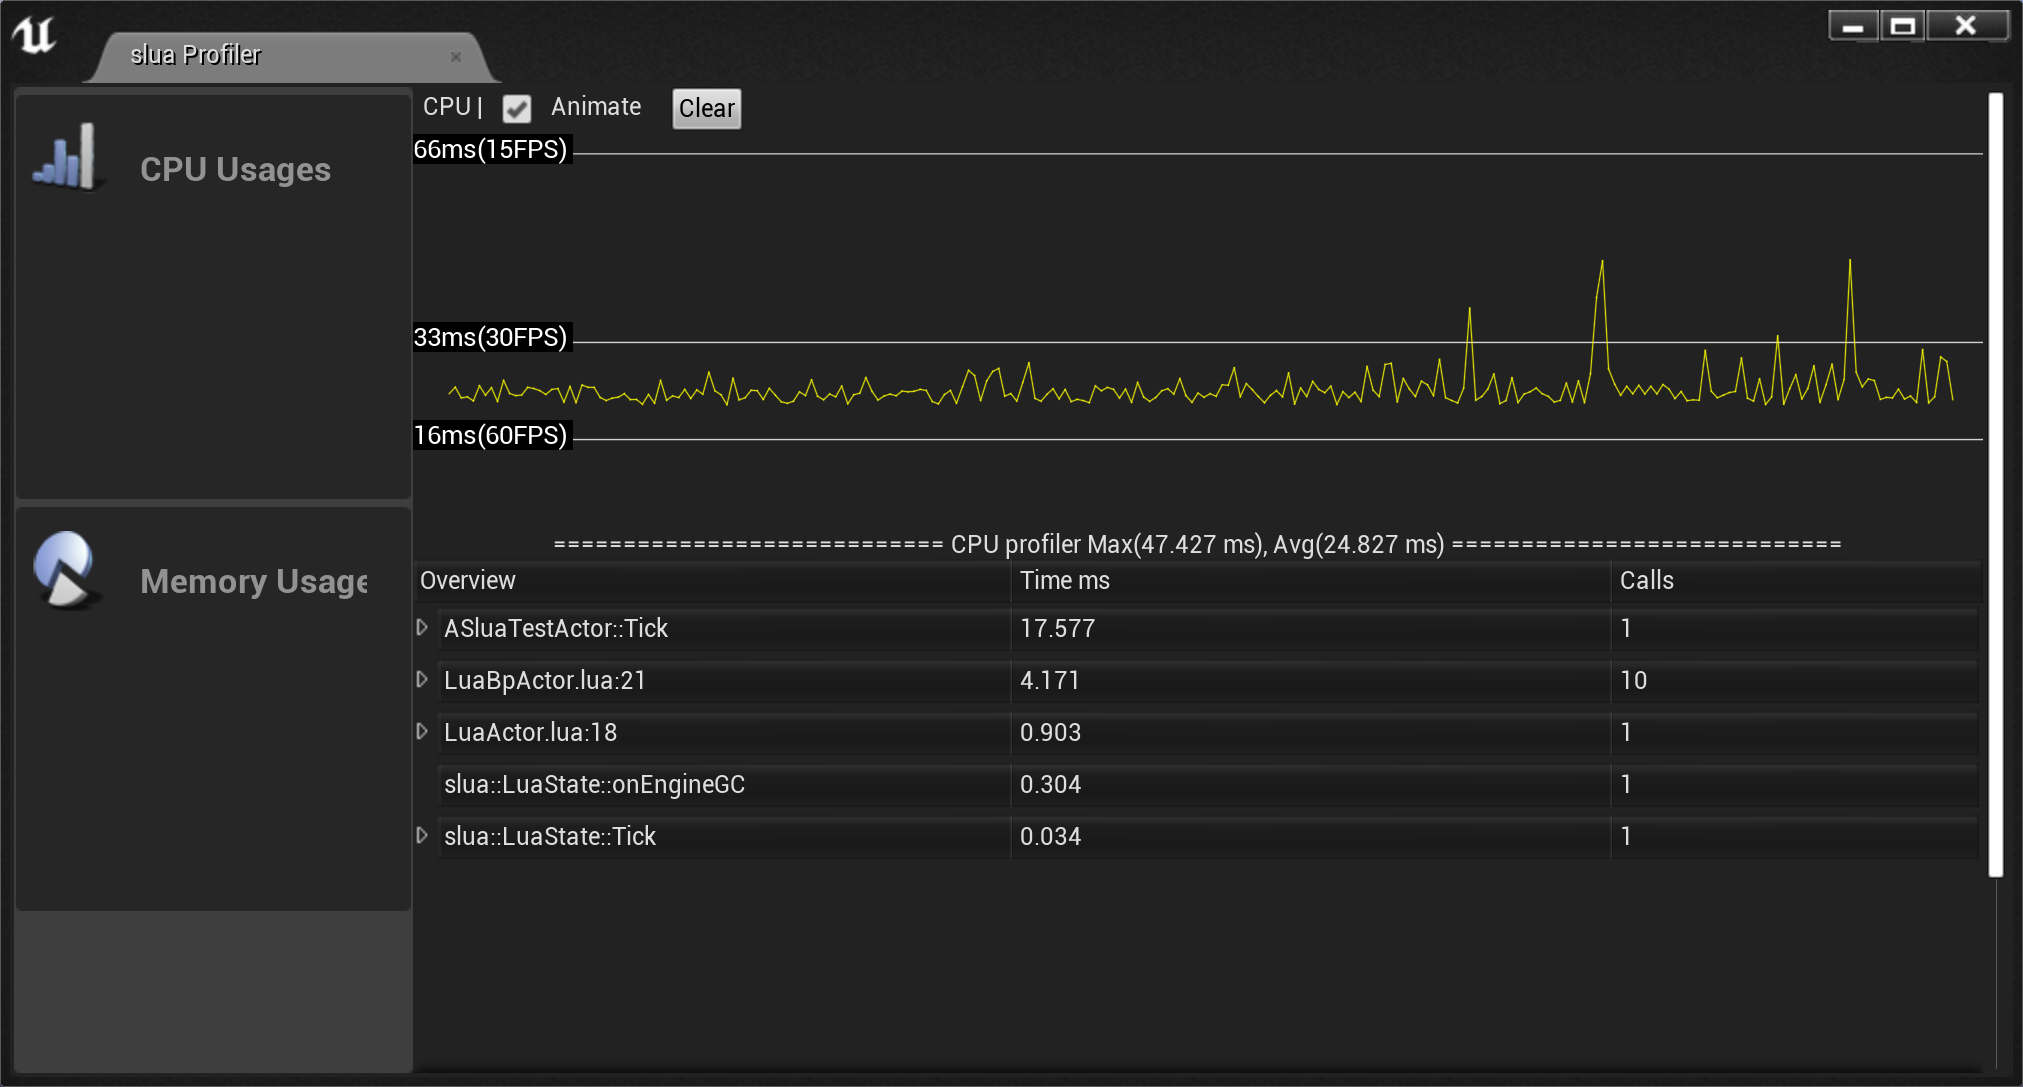 slua Profiler
CPU Usages
Memory Usage
CPU | Animate Clear
66ms(15FPS)
33ms(30FPS)
16ms(60FPS)
=========================== CPU profiler Max(47.427 ms), Avg(24.827 ms) ===========================
Overview Time ms Calls
ASluaTestActor::Tick 17.577 1
LuaBpActor.lua:21 4.171 10
LuaActor.lua:18 0.903 1
slua::LuaState::onEngineGC 0.304 1
slua::LuaState::Tick 0.034 1